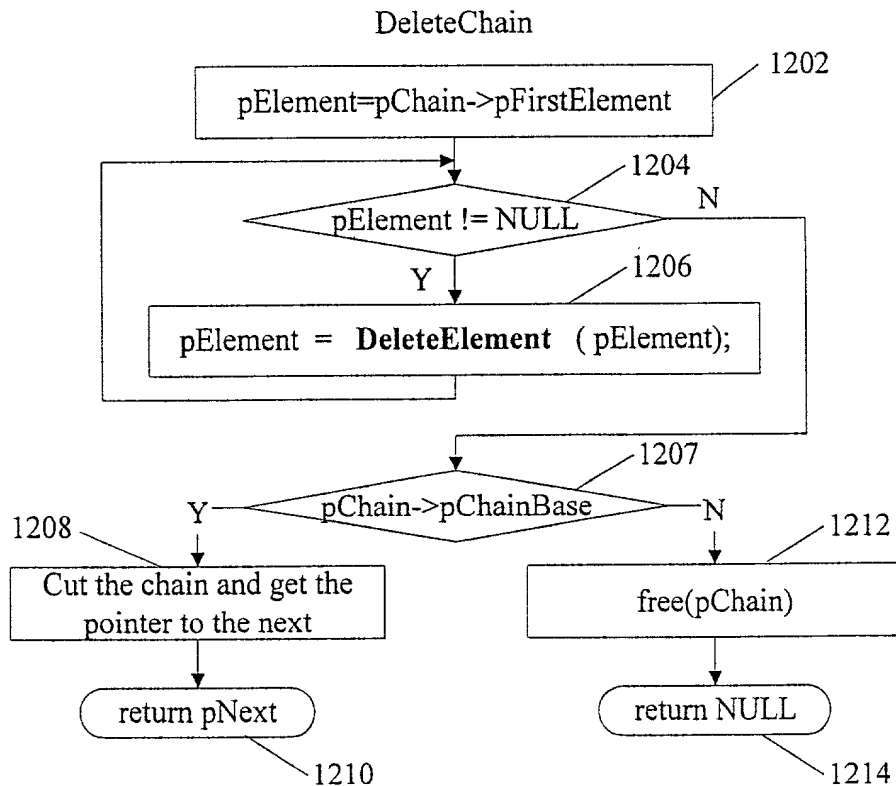 DeleteChain
1202
pElement=pChain->pFirstElement
1204
pElement != NULL
N
Y
1206
pElement = DeleteElement ( pElement);
1207
pChain->pChainBase
Y
N
1208
1212
Cut the chain and get the
pointer to the next
free(pChain)
return pNext
return NULL
1210
1214